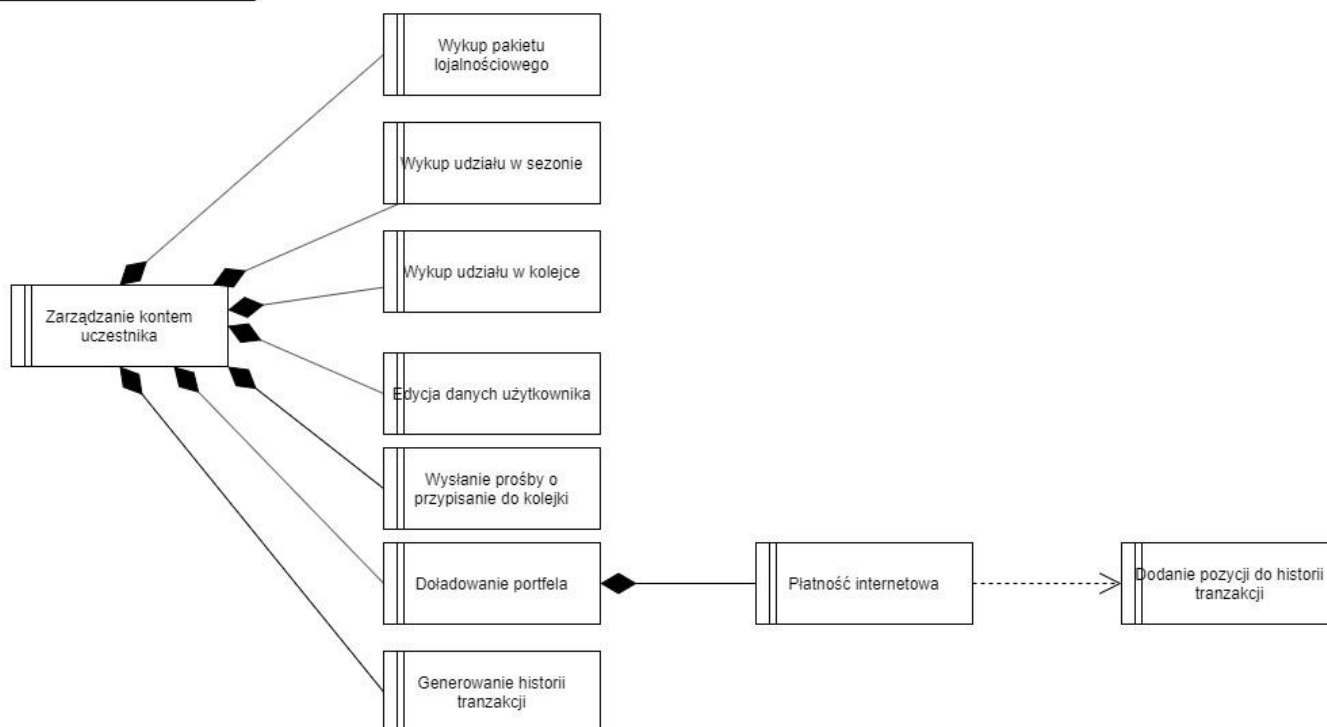 Wykup pakietu
lojalnościowego
Wykup udziału w sezonie
Wykup udziału w kolejce
Zarządzanie kontem
uczestnika
Edycja danych użytkownika
Wysłanie prośby o
przypisanie do kolejki
Doładowanie portfela
Płatność internetowa
Dodanie pozycji do historii
tranzakcji
Generowanie historii
tranzakcji